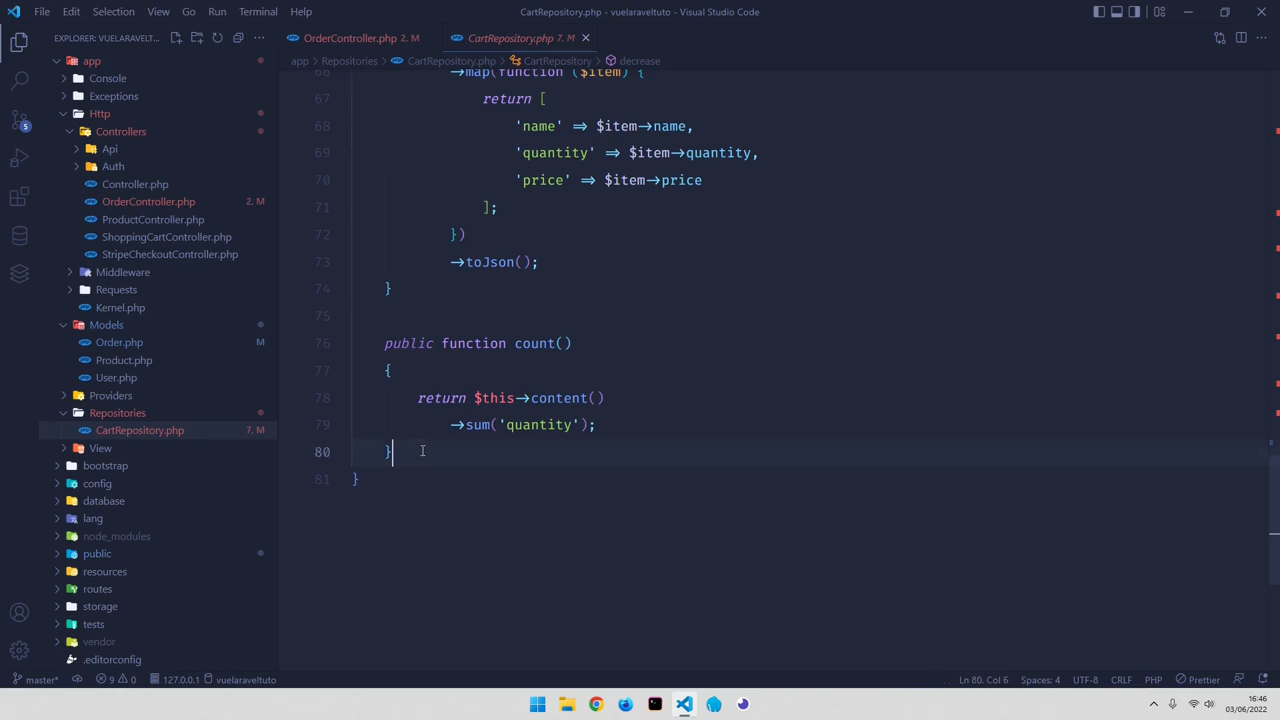 File Edit Selection View Go Run Terminal Help
CartRepository.php - vuelaraveltuto - Visual Studio Code
EXPLORER: VUELARAVELT...
OrderController.php 2, M
CartRepository.php 7, M
app > Repositories > CartRepository.php > CartRepository > decrease
app
Console
Exceptions
Http
Controllers
Api
Auth
Controller.php
OrderController.php 2, M
ProductController.php
ShoppingCartController.php
StripeCheckoutController.php
Middleware
Requests
Kernel.php
Models
Order.php M
Product.php
User.php
Providers
Repositories
CartRepository.php 7, M
View
bootstrap
config
database
lang
node_modules
public
resources
routes
storage
tests
vendor
.editorconfig
5
66 →map(function ($item) {
67 return [
68 'name' ⇒ $item→name,
69 'quantity' ⇒ $item→quantity,
70 'price' ⇒ $item→price
71 ];
72 })
73 →toJson();
74 }
75
76 public function count()
77 {
78 return $this→content()
79 →sum('quantity');
80 }
81 }
master* 9 0 127.0.0.1 vuelaraveltuto
Ln 80, Col 6 Spaces: 4 UTF-8 CRLF PHP Prettier
16:46
03/06/2022